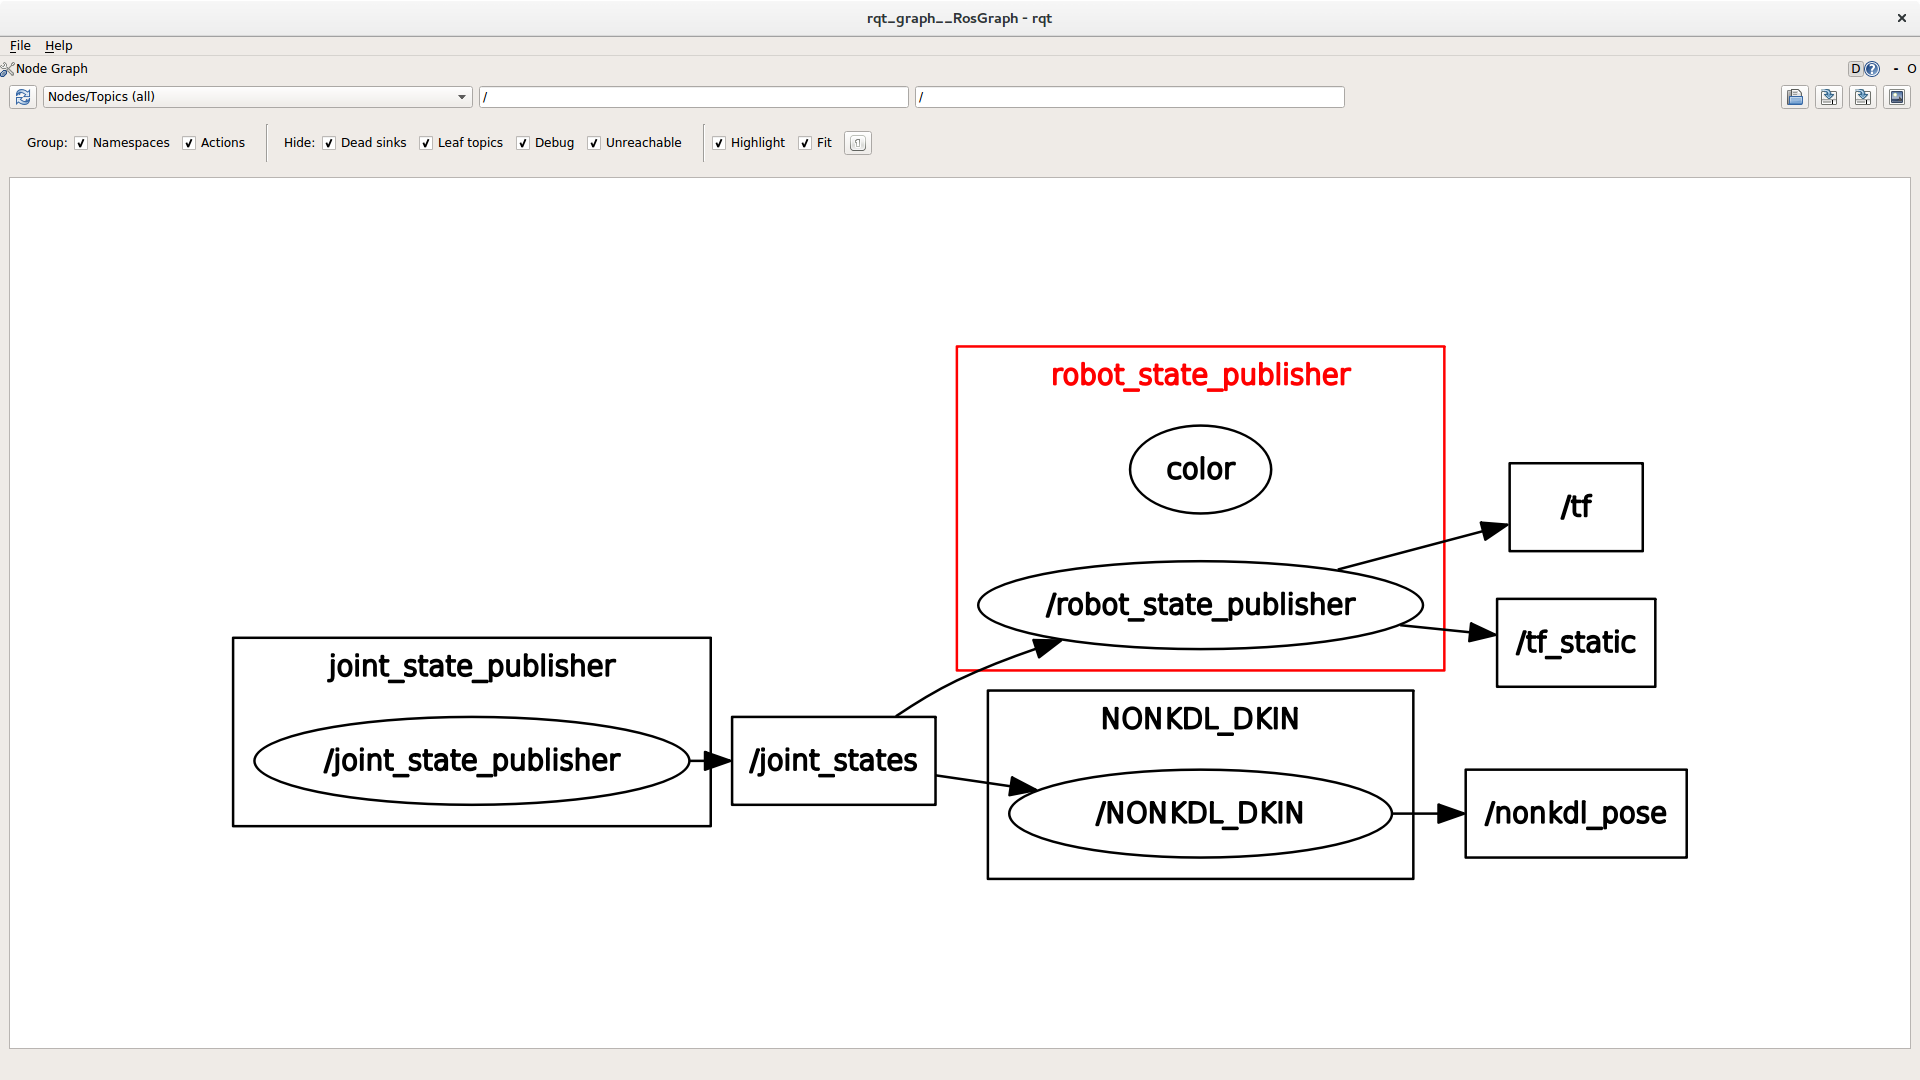 rqt_graph__RosGraph - rqt
File Help
Node Graph
D ? - O
Nodes/Topics (all) / /
Group: Namespaces Actions Hide: Dead sinks Leaf topics Debug Unreachable Highlight Fit
robot_state_publisher
color
/tf
/robot_state_publisher
/tf_static
joint_state_publisher
NONKDL_DKIN
/joint_state_publisher
/joint_states
/NONKDL_DKIN
/nonkdl_pose